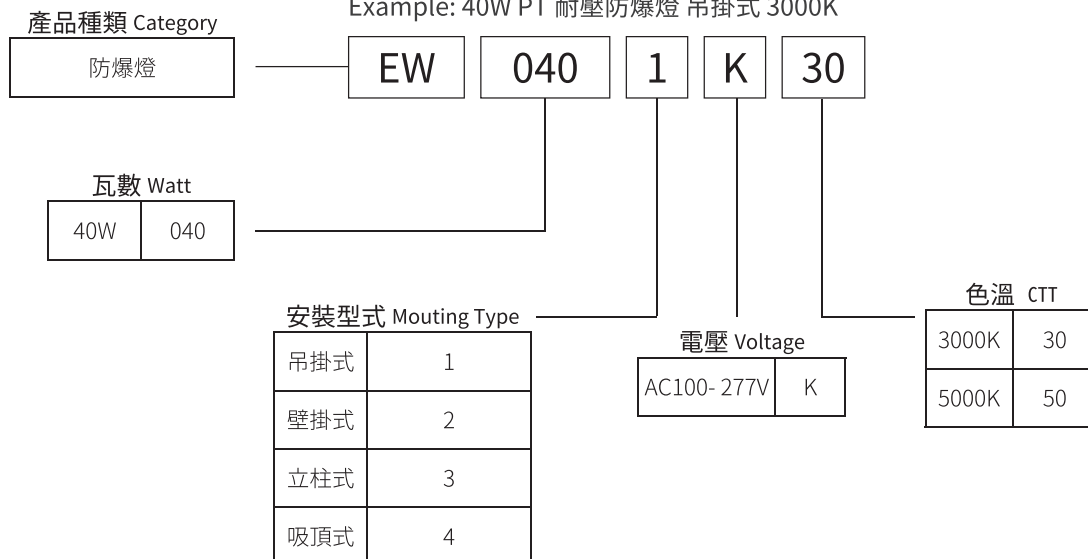 Example: 40W PT 耐壓防爆燈 吊掛式 3000K
產品種類 Category
防爆燈
EW 040 1 K 30
瓦數 Watt
40W 040
安裝型式 Mouting Type
吊掛式 1
壁掛式 2
立柱式 3
吸頂式 4
電壓 Voltage
AC100- 277V K
色溫 CTT
3000K 30
5000K 50